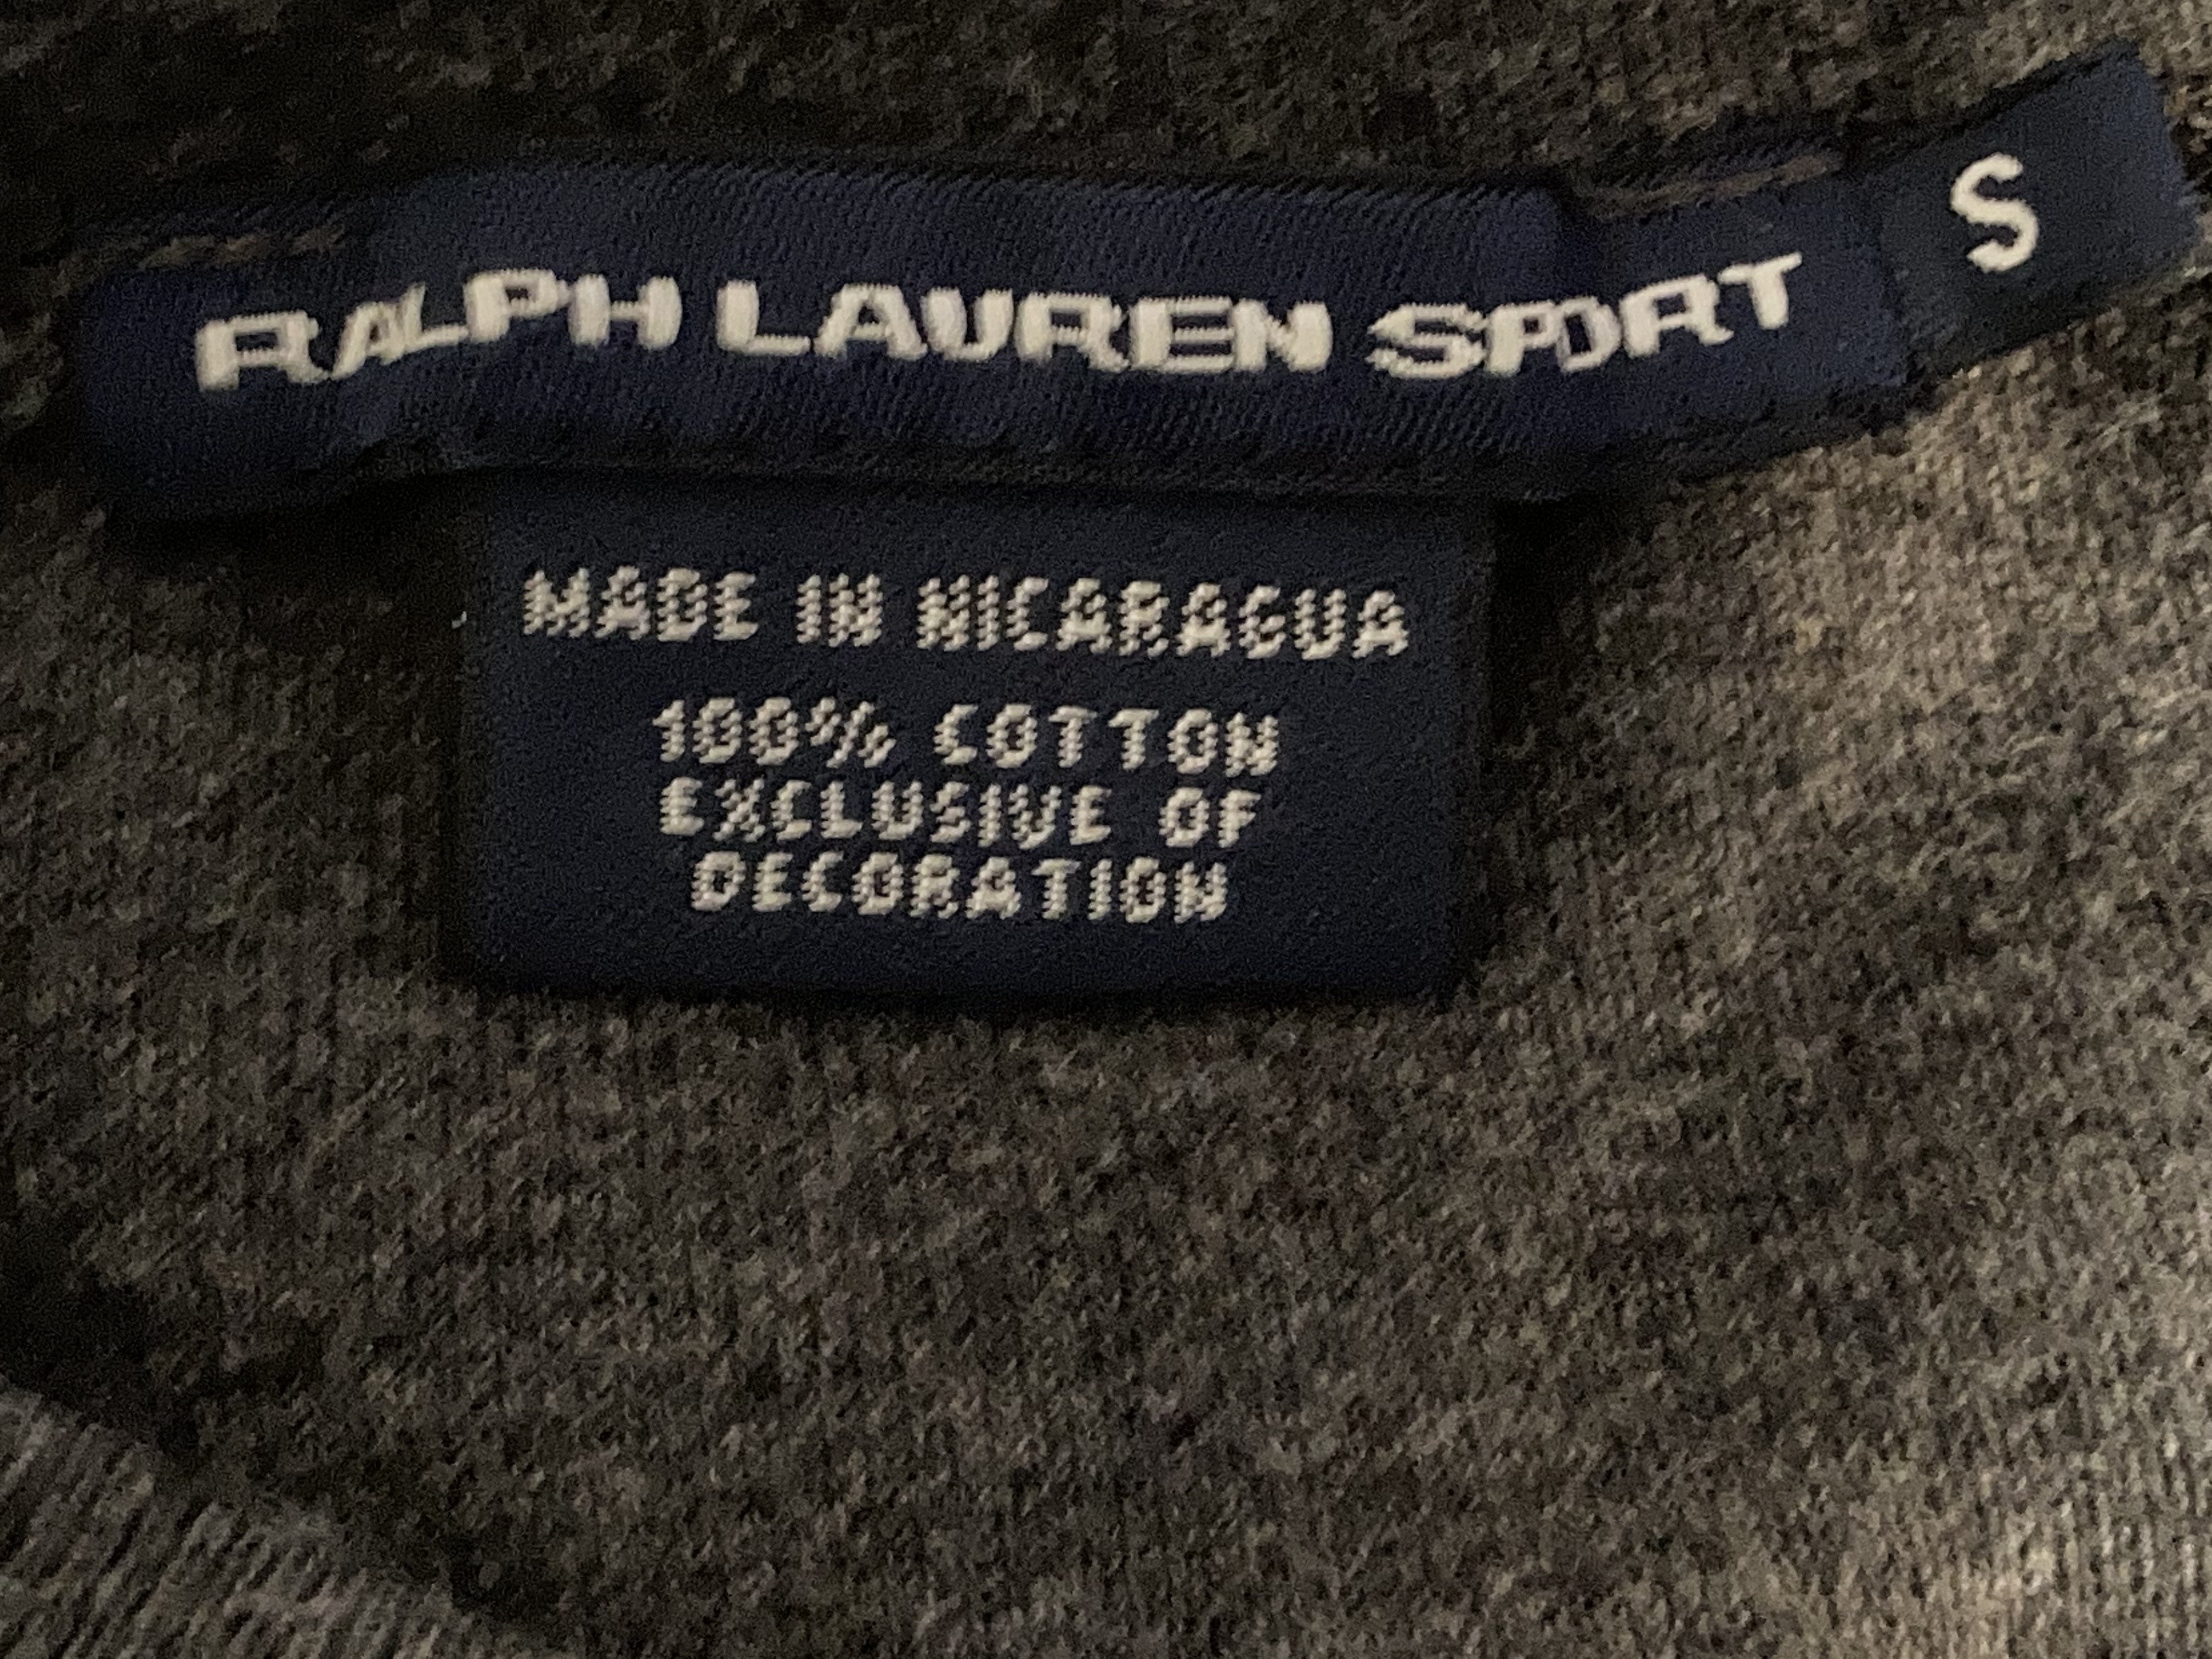 RALPH LAUREN SPORT S
MADE IN NICARAGUA
100% COTTON
EXCLUSIVE OF
DECORATION